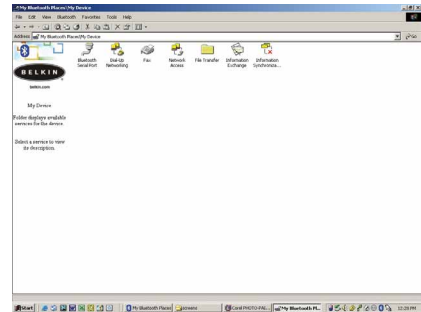 My Bluetooth Places\My Device
File Edit View Bluetooth Favorites Tools Help
Address My Bluetooth Places\My Device
Go
Bluetooth Serial Port
Dial-Up Networking
Fax
Network Access
File Transfer
Information Exchange
Information Synchroniza...
BELKIN
belkin.com
My Device
Folder displays available
services for the device.
Select a service to view
its description.
Start
My Bluetooth Places
Corel PHOTO-PAI...
My Bluetooth Pl...
12:20 PM